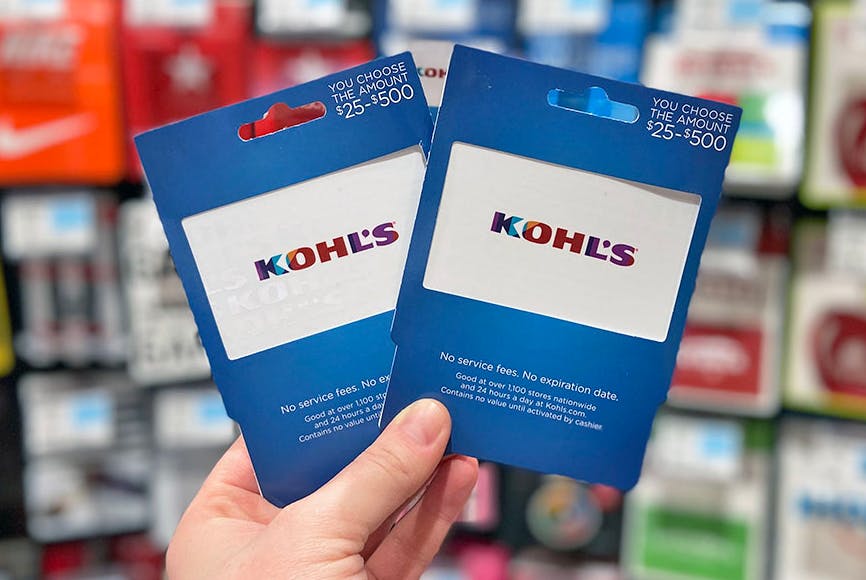 YOU CHOOSE
THE AMOUNT
$25-$500
KOHL'S
No service fees. No
Good at over 1,100 stores
and 24 hours a day at
Contains no value until
YOU CHOOSE
THE AMOUNT
$25-$500
KOHL'S
No service fees. No expiration date.
Good at over 1,100 stores nationwide
and 24 hours a day at Kohls.com.
Contains no value until activated by cashier.